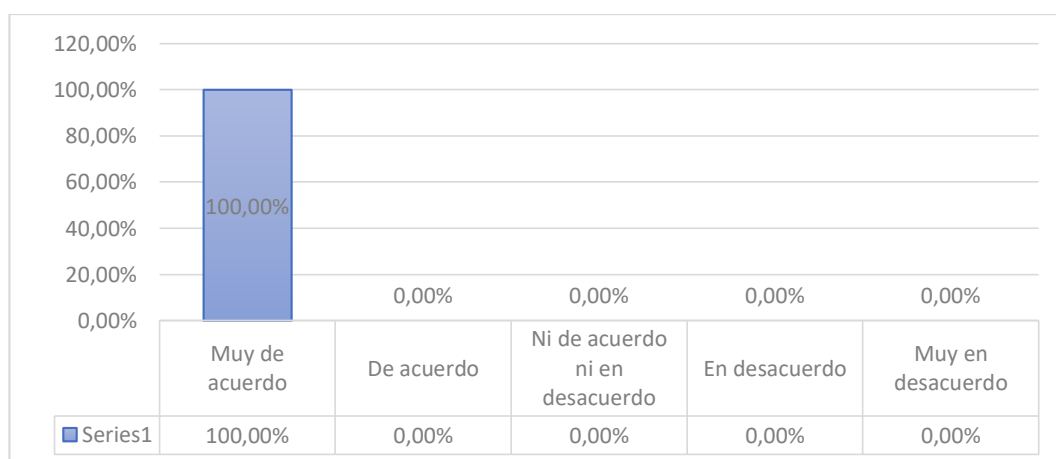 120,00%
100,00%
80,00%
60,00%
40,00%
20,00%
0,00%
100,00%
0,00% 0,00% 0,00% 0,00%
Muy de
acuerdo
De acuerdo
Ni de acuerdo
ni en
desacuerdo
En desacuerdo
Muy en
desacuerdo
Series1 100,00% 0,00% 0,00% 0,00% 0,00%